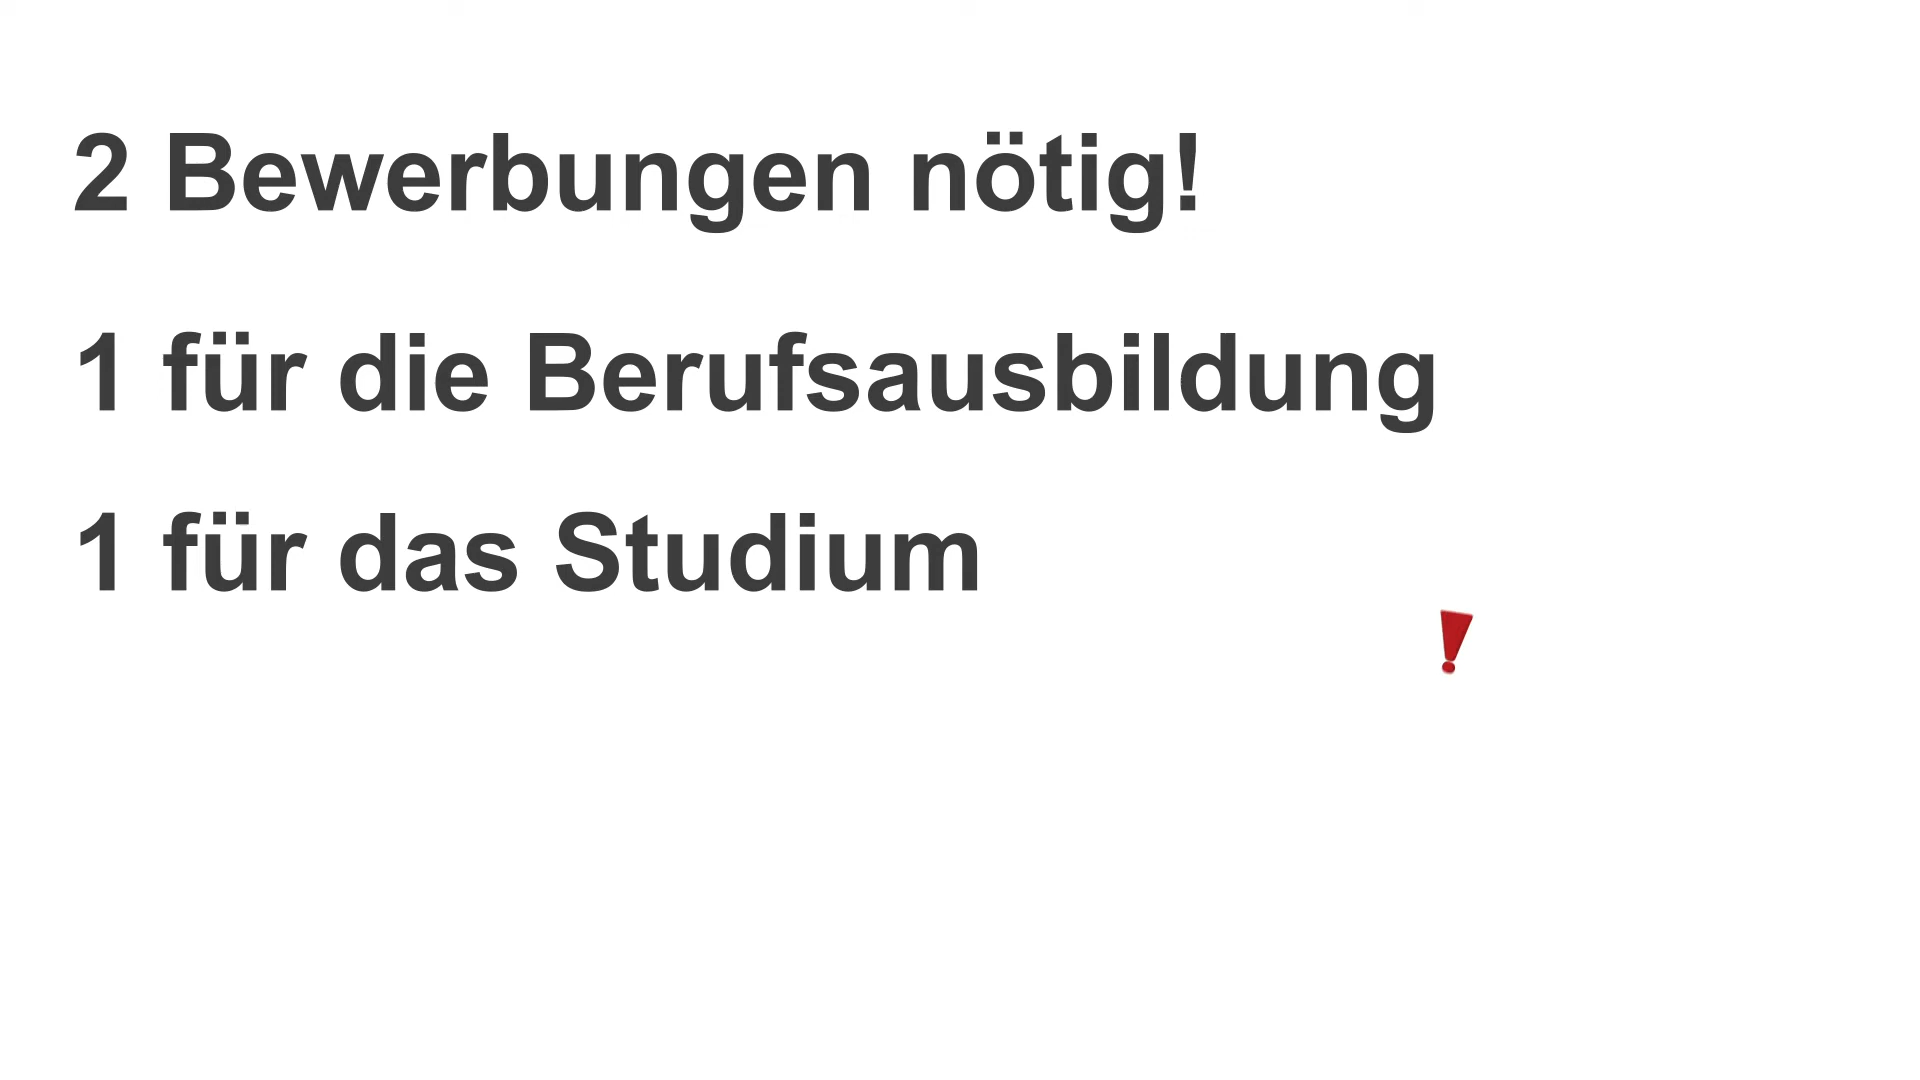 2 Bewerbungen nötig!
1 für die Berufsausbildung
1 für das Studium
!